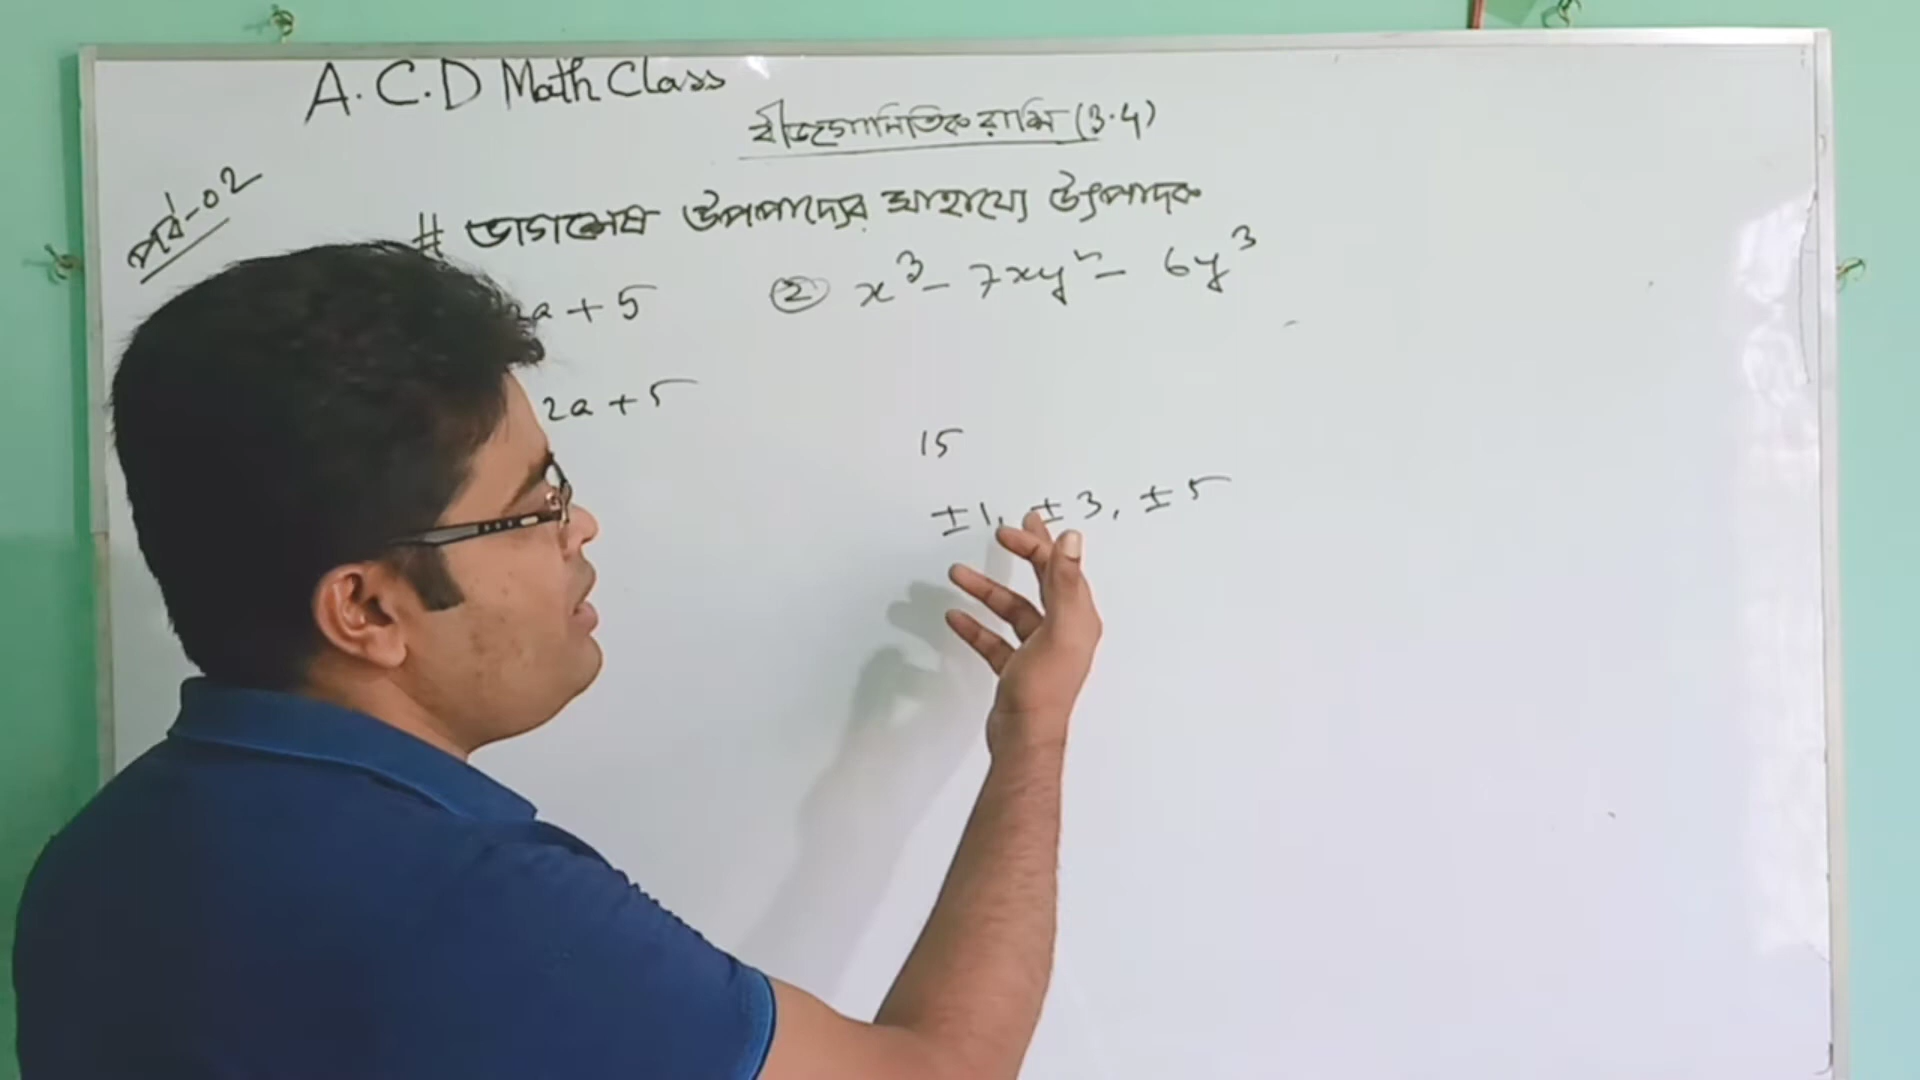 A.C.D Math Class
বীজগাণিতিক রাশি (3.4)
পর্ব-02
# ভাগশেষ উপপাদ্যের সাহায্যে উৎপাদক
2a + 5
② x³ - 7xy² - 6y³
2a + 5
15
±1, ±3, ±5